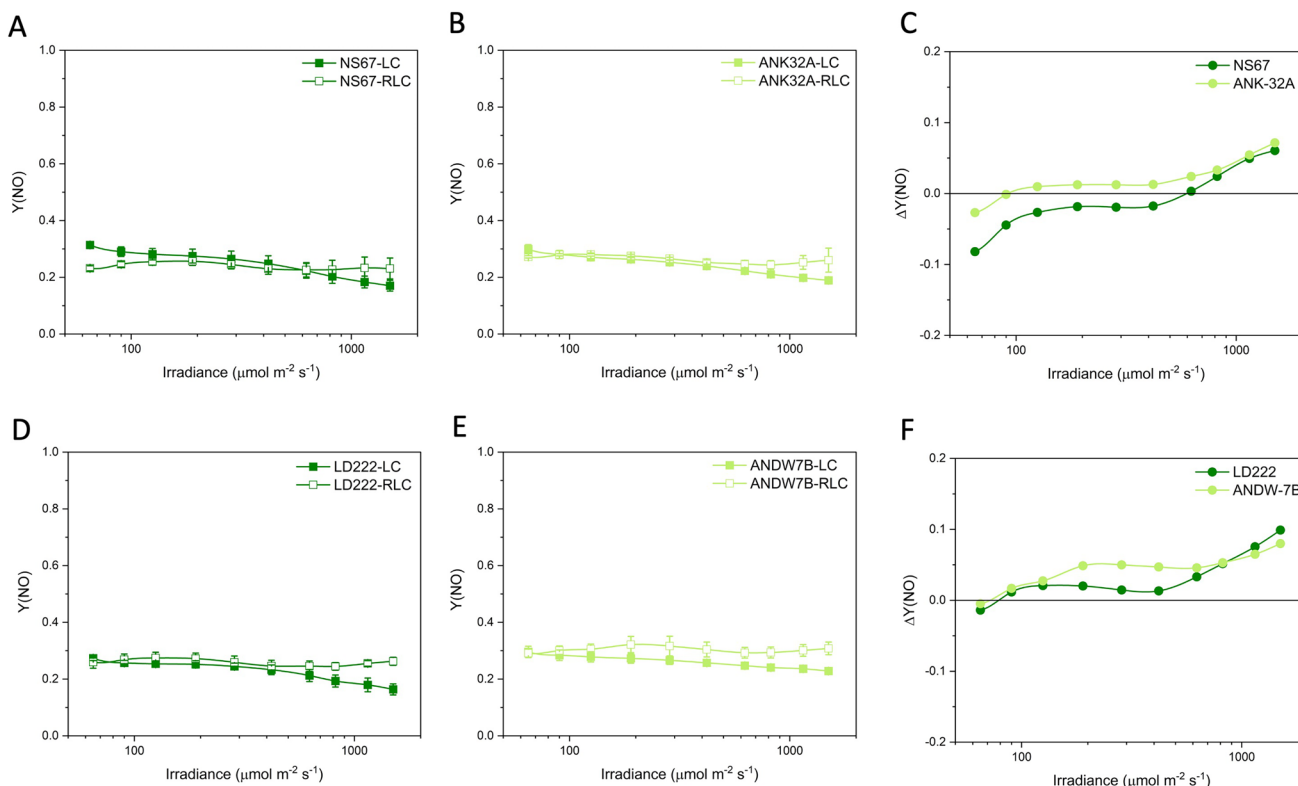 A
NS67-LC
NS67-RLC
1.0
0.8
0.6
0.4
0.2
0.0
Y(NO)
100
1000
Irradiance (μmol m⁻² s⁻¹)
B
ANK32A-LC
ANK32A-RLC
1.0
0.8
0.6
0.4
0.2
0.0
Y(NO)
100
1000
Irradiance (μmol m⁻² s⁻¹)
C
NS67
ANK-32A
0.2
0.1
0.0
-0.1
-0.2
ΔY(NO)
100
1000
Irradiance (μmol m⁻² s⁻¹)
D
LD222-LC
LD222-RLC
1.0
0.8
0.6
0.4
0.2
0.0
Y(NO)
100
1000
Irradiance (μmol m⁻² s⁻¹)
E
ANDW7B-LC
ANDW7B-RLC
1.0
0.8
0.6
0.4
0.2
0.0
Y(NO)
100
1000
Irradiance (μmol m⁻² s⁻¹)
F
LD222
ANDW-7B
0.2
0.1
0.0
-0.1
-0.2
ΔY(NO)
100
1000
Irradiance (μmol m⁻² s⁻¹)